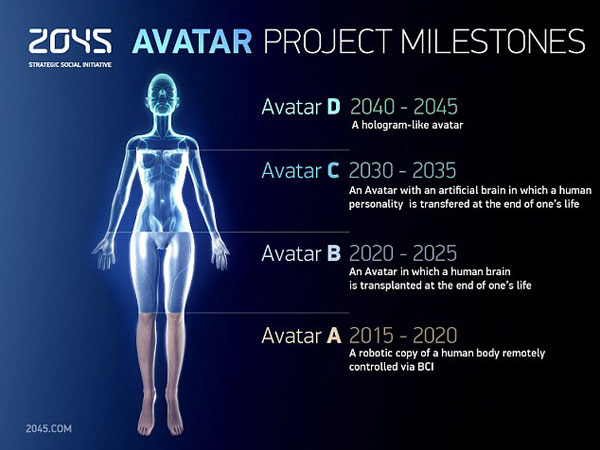 2045 AVATAR PROJECT MILESTONES
STRATEGIC SOCIAL INITIATIVE
Avatar D 2040 - 2045
A hologram-like avatar
Avatar C 2030 - 2035
An Avatar with an artificial brain in which a human
personality is transfered at the end of one's life
Avatar B 2020 - 2025
An Avatar in which a human brain
is transplanted at the end of one's life
Avatar A 2015 - 2020
A robotic copy of a human body remotely
controlled via BCI
2045.COM